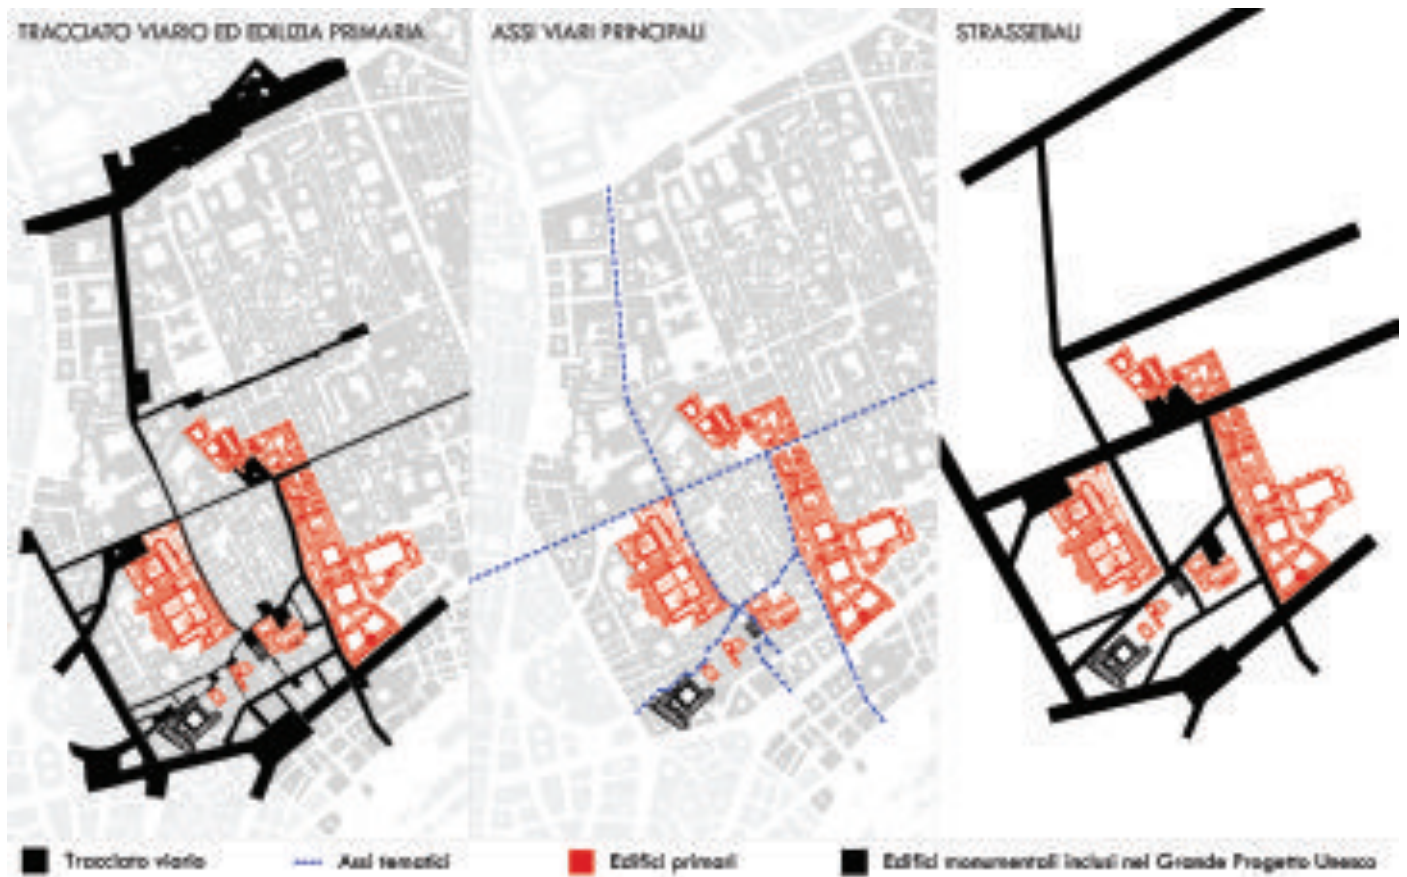 TRACCIATO VIARIO ED EDILIZIA PRIMARIA
ASSI VIARI PRINCIPALI
STRASSEBALI
Tracciato viario
Assi tematici
Edifici primari
Edifici monumentali inclusi nel Grande Progetto Unesco